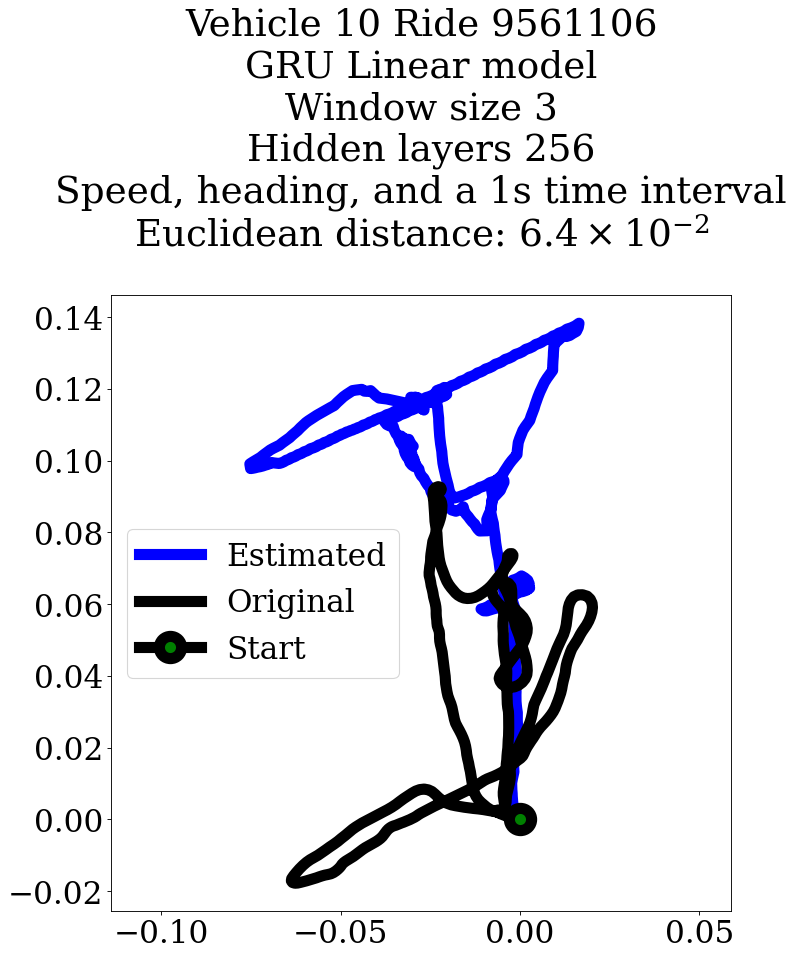 Vehicle 10 Ride 9561106
GRU Linear model
Window size 3
Hidden layers 256
Speed, heading, and a 1s time interval
Euclidean distance: 6.4 × 10⁻²
0.14
0.12
0.10
0.08
0.06
0.04
0.02
0.00
−0.02
Estimated
Original
Start
−0.10 −0.05 0.00 0.05